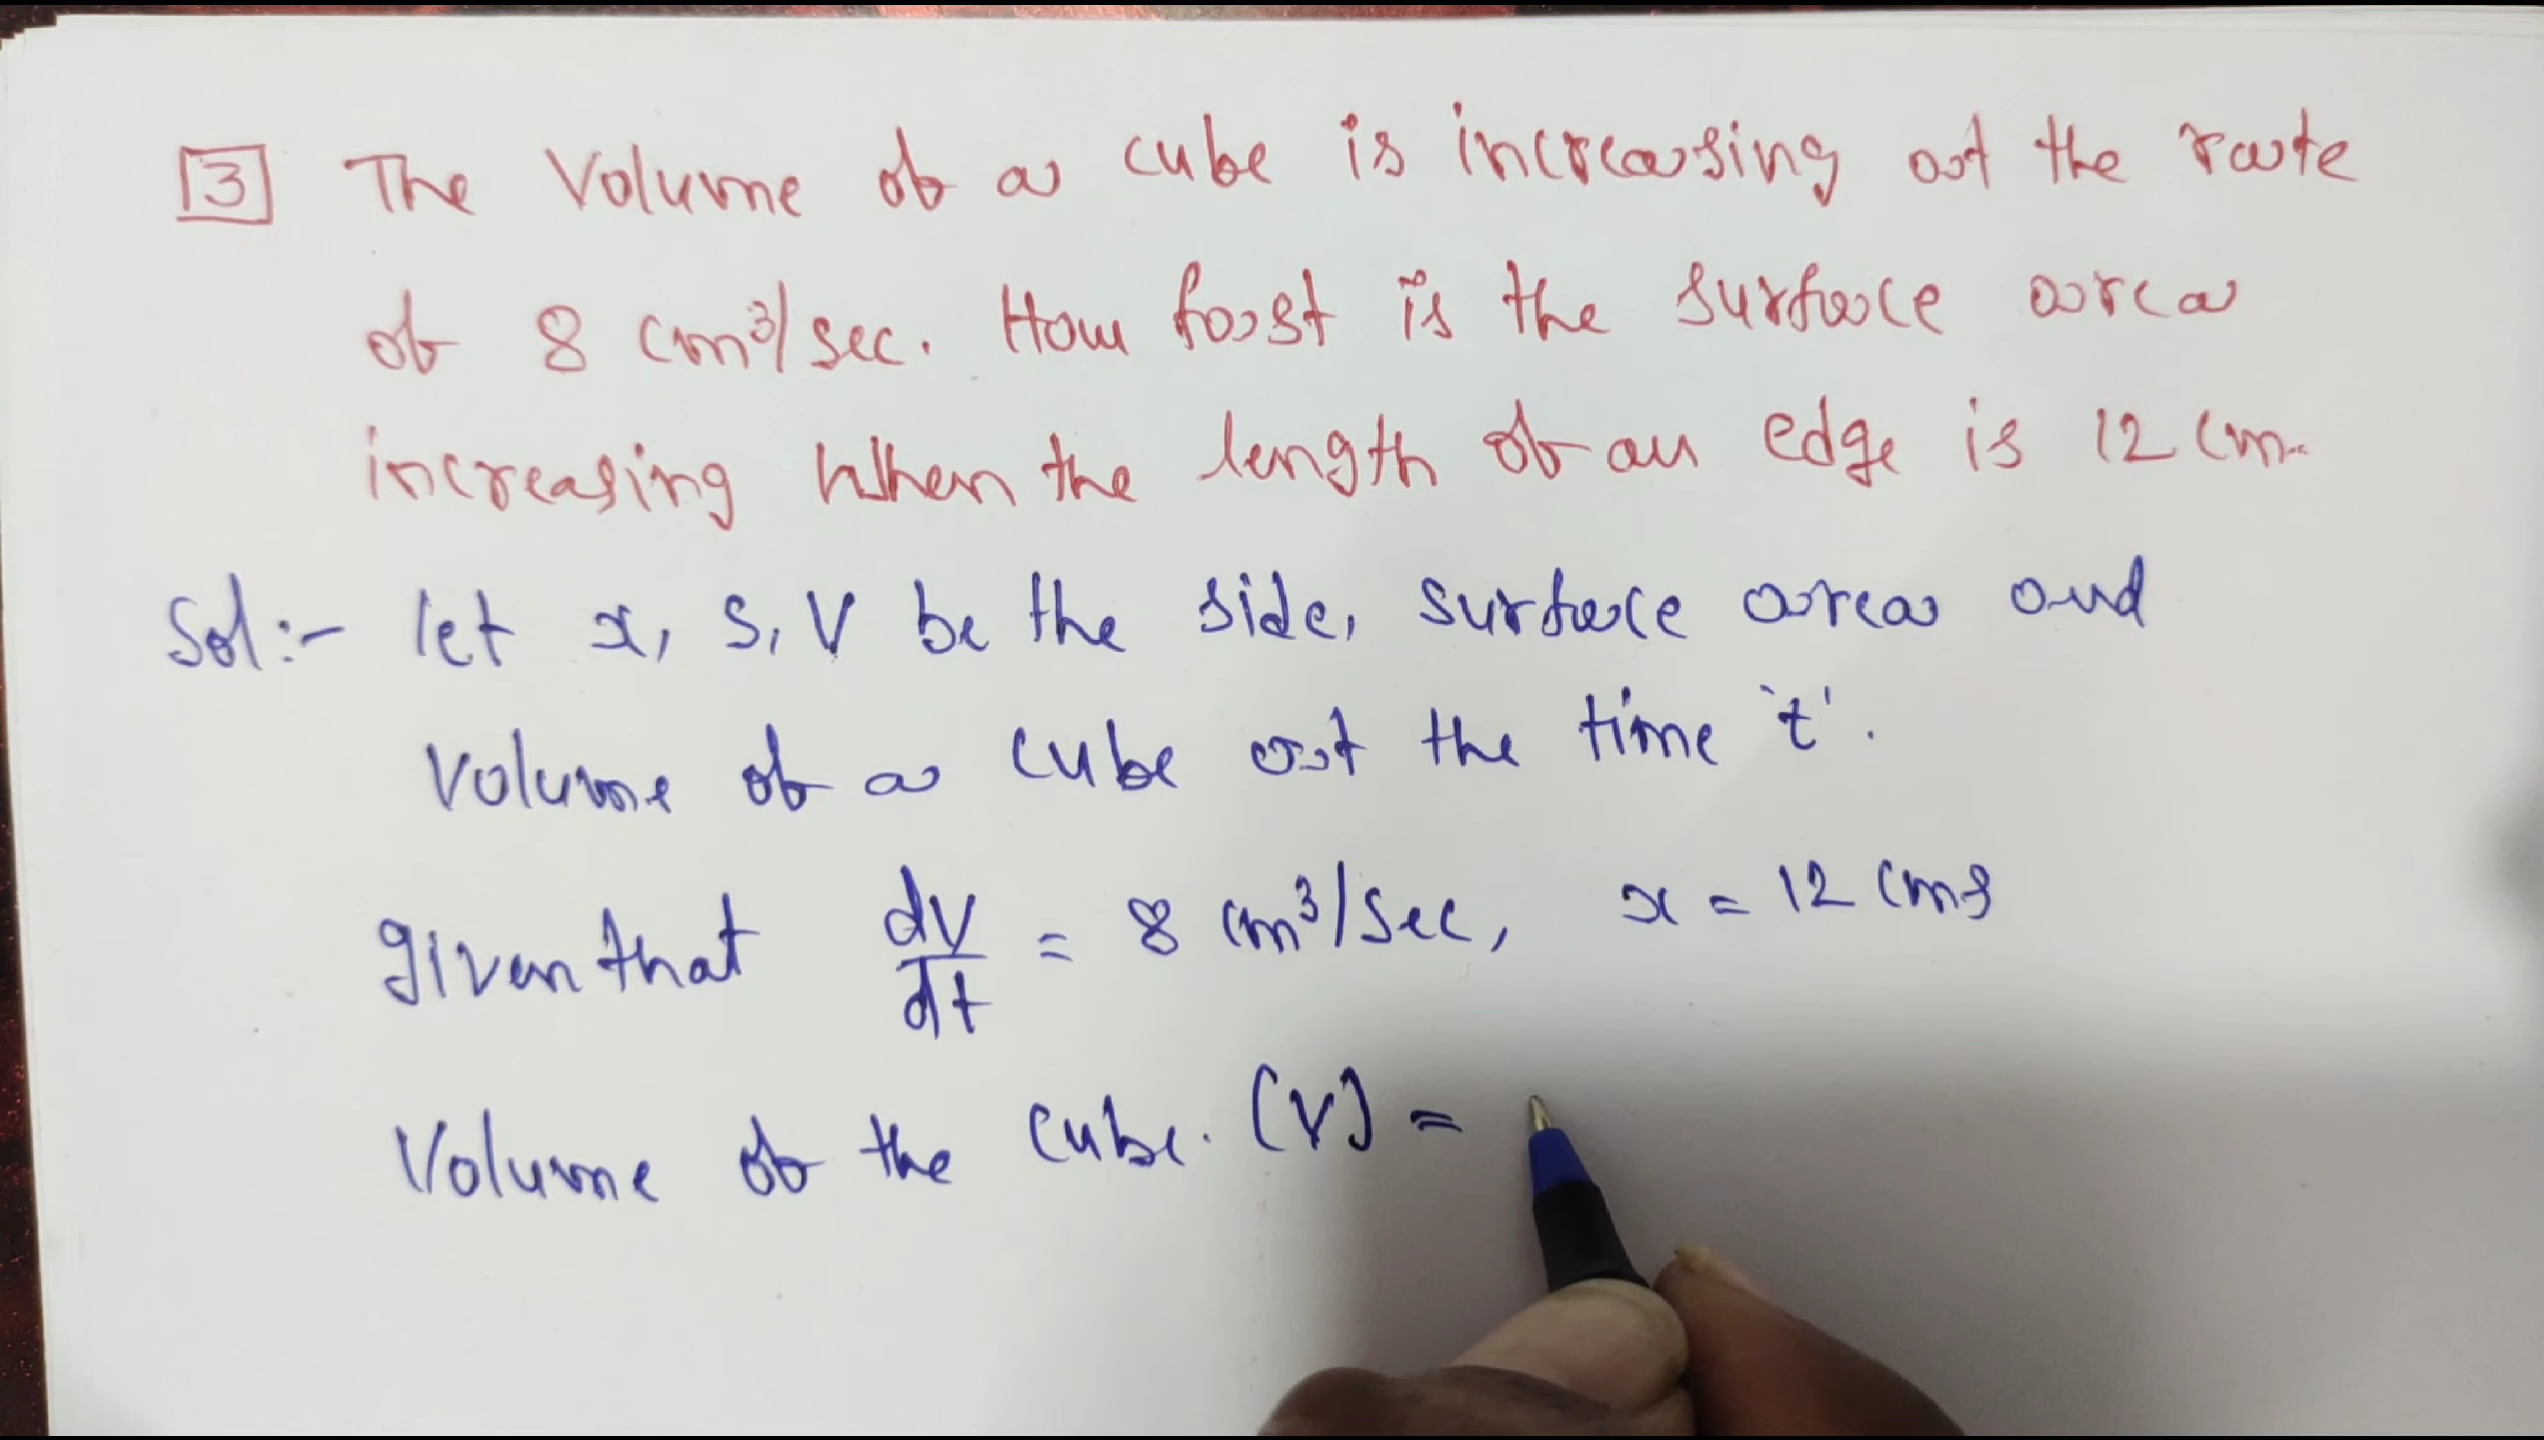 3 The Volume of a cube is increasing at the rate
of 8 cm³/sec. How fast is the surface area
increasing when the length of an edge is 12 cm.
Sol:- let x, S, V be the side, surface area and
Volume of a cube at the time 't'.
given that dV/dt = 8 cm³/sec, x = 12 cms
Volume of the cube. (V) =